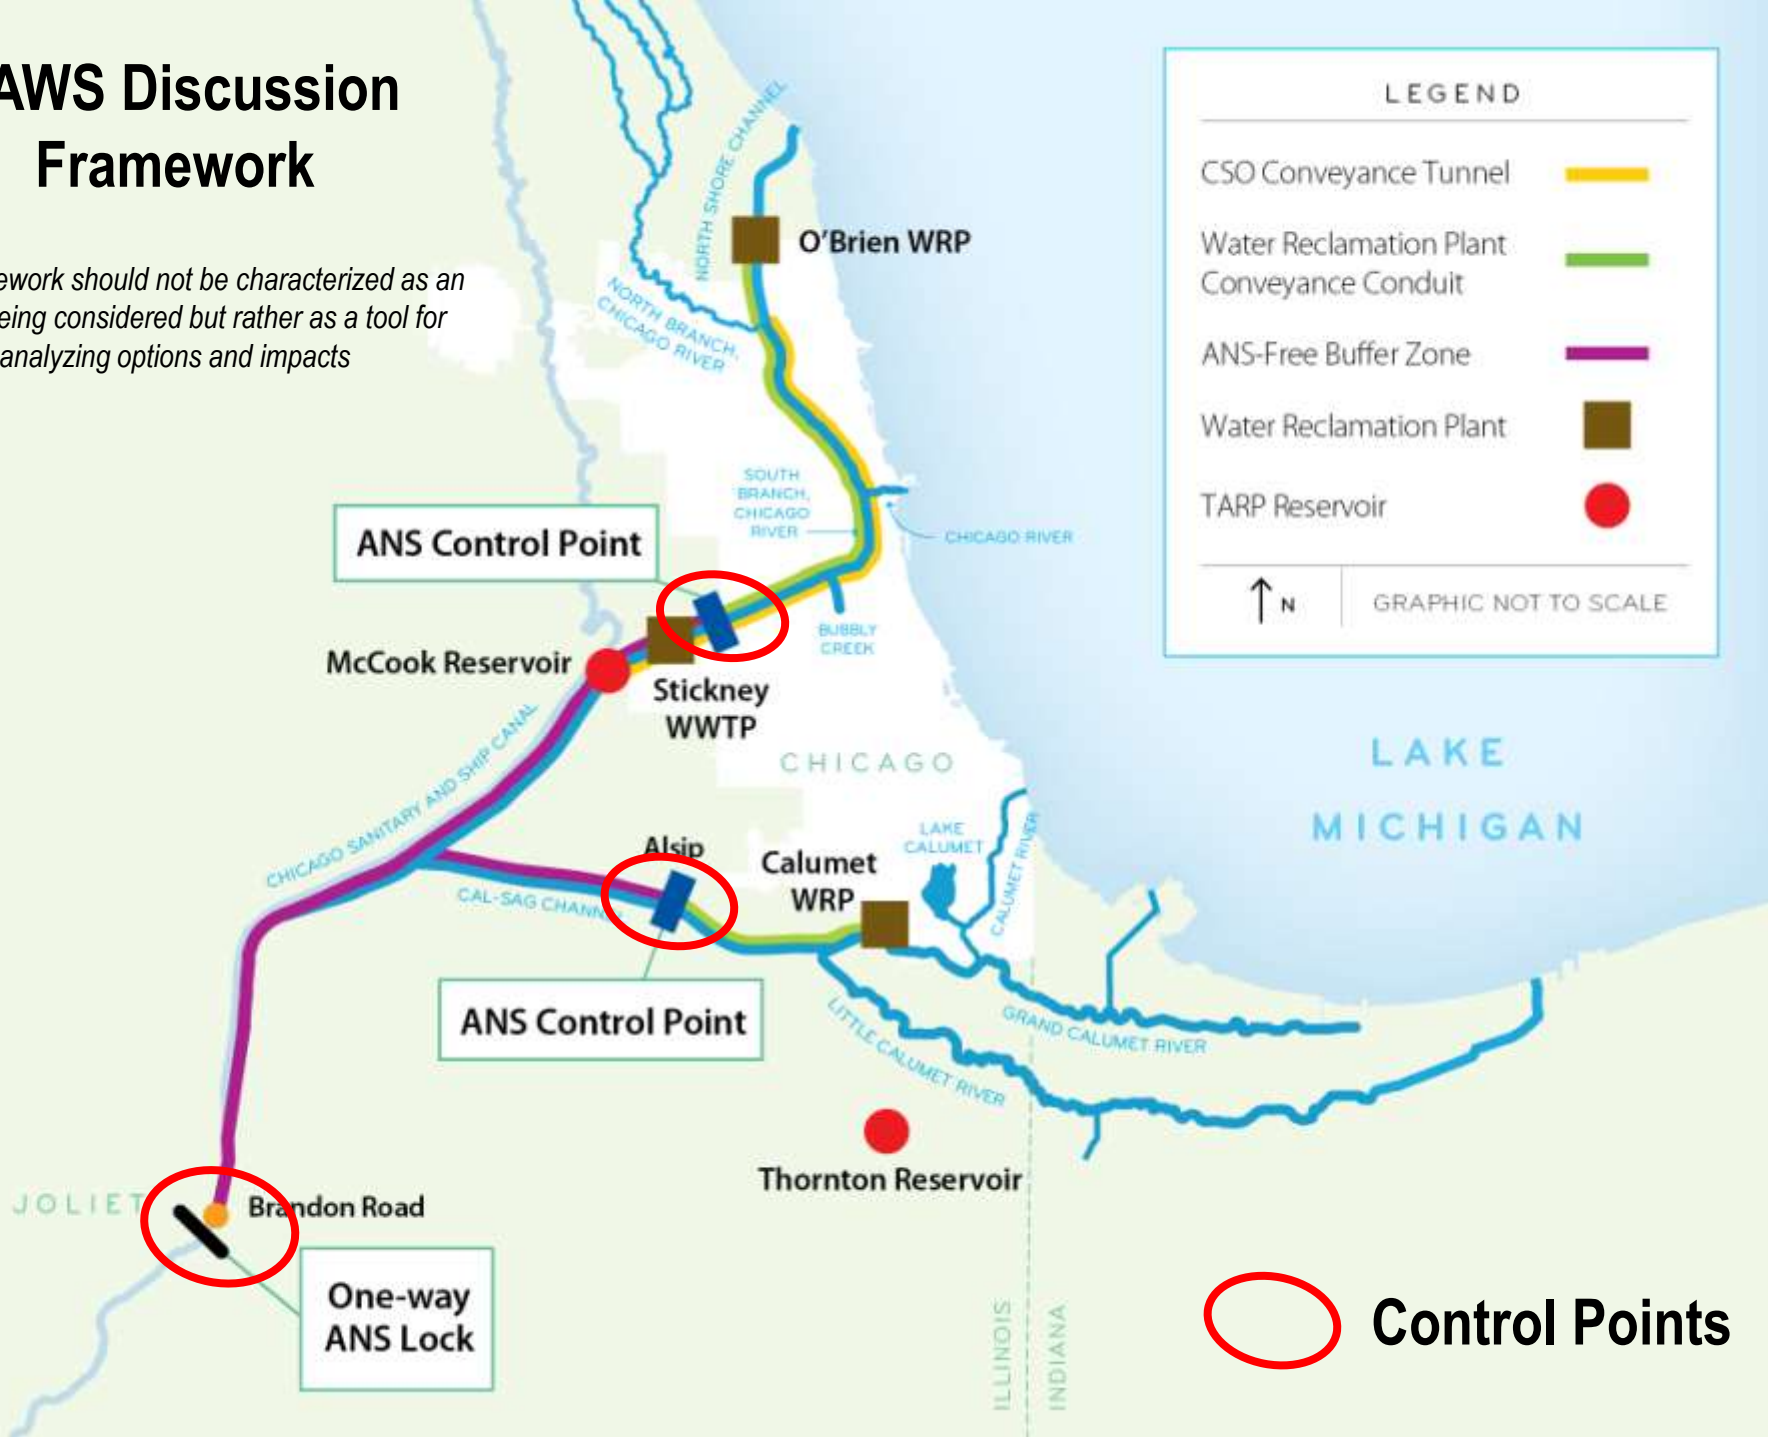 AWS Discussion
Framework
ework should not be characterized as an
eing considered but rather as a tool for
analyzing options and impacts
LEGEND
CSO Conveyance Tunnel
Water Reclamation Plant
Conveyance Conduit
ANS-Free Buffer Zone
Water Reclamation Plant
TARP Reservoir
N
GRAPHIC NOT TO SCALE
NORTH SHORE CHANNEL
O'Brien WRP
NORTH BRANCH,
CHICAGO RIVER
SOUTH
BRANCH,
CHICAGO
RIVER
CHICAGO RIVER
ANS Control Point
BUBBLY
CREEK
McCook Reservoir
Stickney
WWTP
CHICAGO SANITARY AND SHIP CANAL
CHICAGO
LAKE
MICHIGAN
Alsip
Calumet
WRP
LAKE
CALUMET
CALUMET RIVER
CAL-SAG CHANNEL
ANS Control Point
LITTLE CALUMET RIVER
GRAND CALUMET RIVER
Thornton Reservoir
JOLIET
Brandon Road
One-way
ANS Lock
ILLINOIS
INDIANA
Control Points